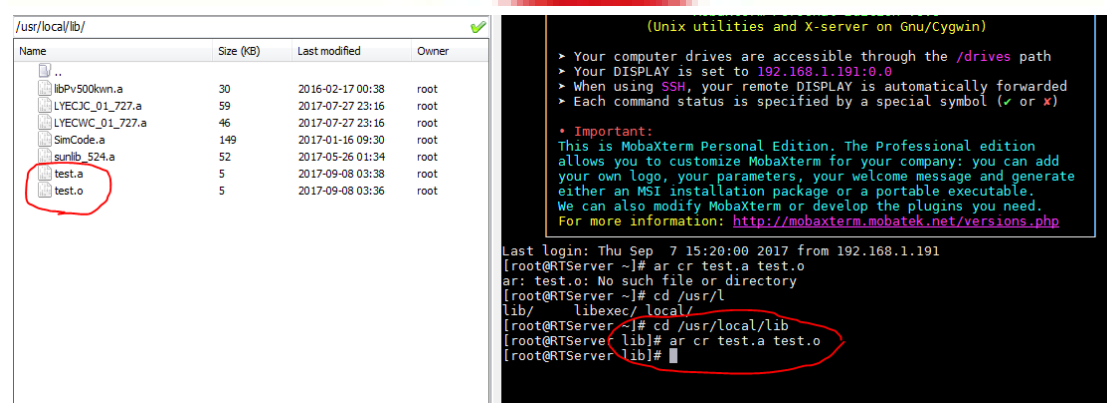 /usr/local/lib/
Name Size (KB) Last modified Owner
..
libPv500kwn.a 30 2016-02-17 00:38 root
LYECJC_01_727.a 59 2017-07-27 23:16 root
LYECWC_01_727.a 46 2017-07-27 23:16 root
SimCode.a 149 2017-01-16 09:30 root
sunlib_524.a 52 2017-05-26 01:34 root
test.a 5 2017-09-08 03:38 root
test.o 5 2017-09-08 03:36 root
(Unix utilities and X-server on Gnu/Cygwin)
➤ Your computer drives are accessible through the /drives path
➤ Your DISPLAY is set to 192.168.1.191:0.0
➤ When using SSH, your remote DISPLAY is automatically forwarded
➤ Each command status is specified by a special symbol (✔ or ✘)
• Important:
This is MobaXterm Personal Edition. The Professional edition
allows you to customize MobaXterm for your company: you can add
your own logo, your parameters, your welcome message and generate
either an MSI installation package or a portable executable.
We can also modify MobaXterm or develop the plugins you need.
For more information: http://mobaxterm.mobatek.net/versions.php
Last login: Thu Sep  7 15:20:00 2017 from 192.168.1.191
[root@RTServer ~]# ar cr test.a test.o
ar: test.o: No such file or directory
[root@RTServer ~]# cd /usr/l
lib/     libexec/ local/
[root@RTServer ~]# cd /usr/local/lib
[root@RTServer lib]# ar cr test.a test.o
[root@RTServer lib]#